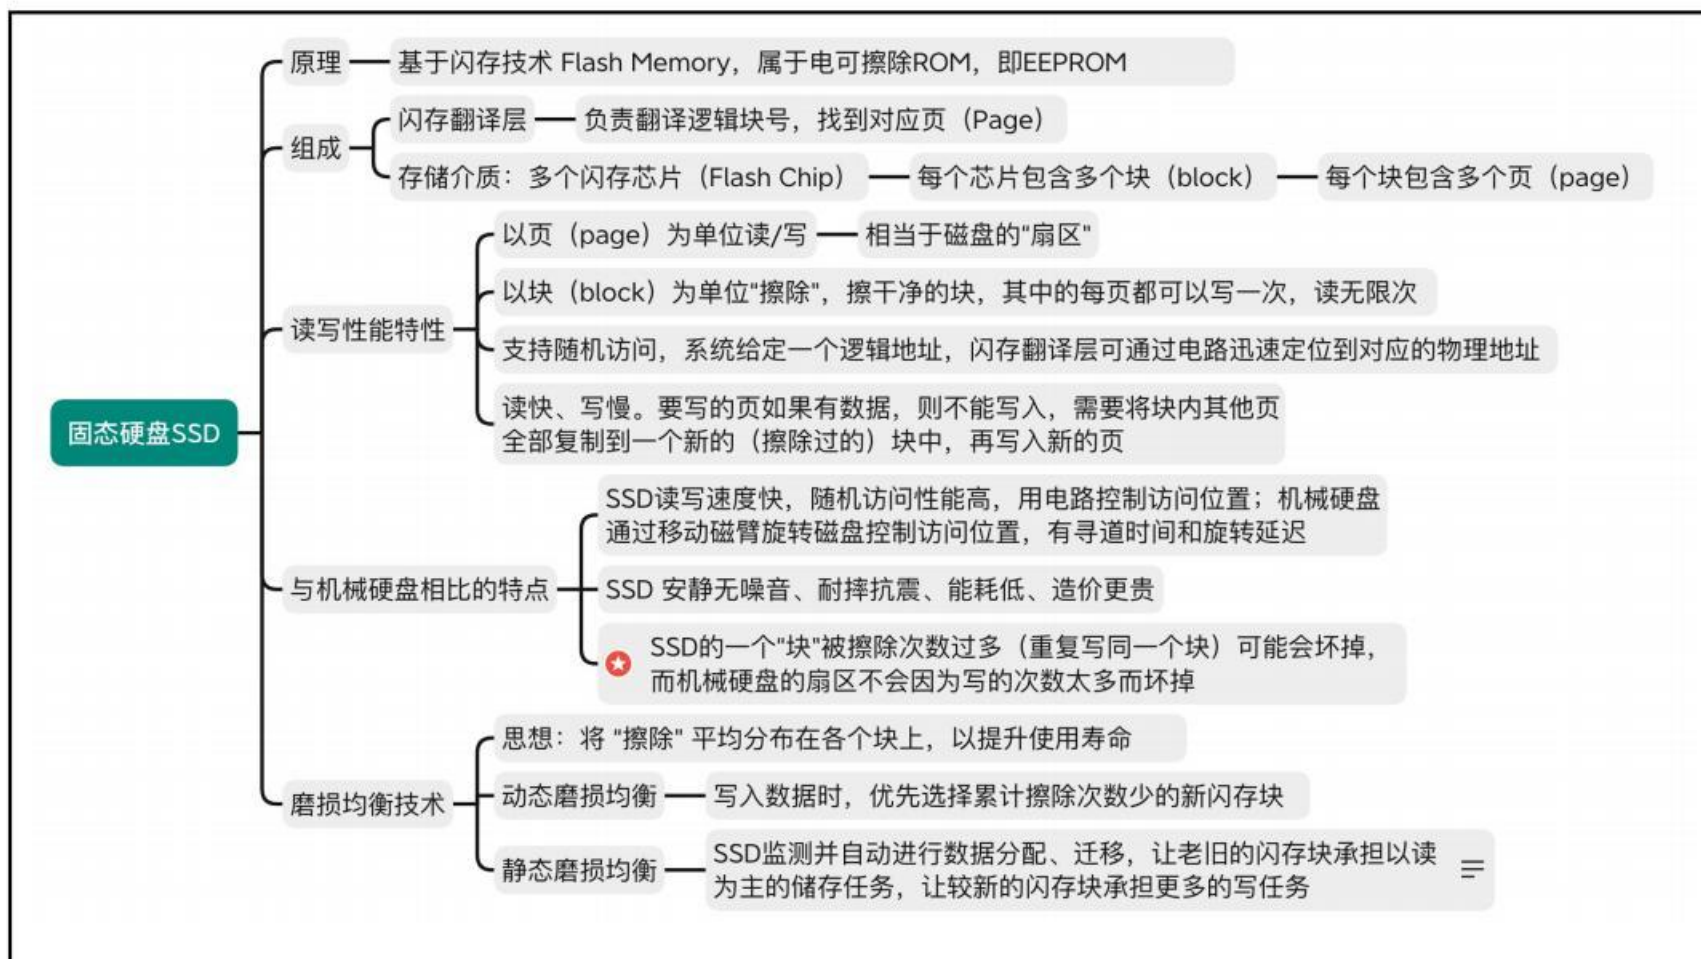 原理
基于闪存技术 Flash Memory，属于电可擦除ROM，即EEPROM
组成
闪存翻译层
负责翻译逻辑块号，找到对应页（Page）
存储介质：多个闪存芯片（Flash Chip）
每个芯片包含多个块（block）
每个块包含多个页（page）
读写性能特性
以页（page）为单位读/写
相当于磁盘的"扇区"
以块（block）为单位"擦除"，擦干净的块，其中的每页都可以写一次，读无限次
支持随机访问，系统给定一个逻辑地址，闪存翻译层可通过电路迅速定位到对应的物理地址
读快、写慢。要写的页如果有数据，则不能写入，需要将块内其他页
全部复制到一个新的（擦除过的）块中，再写入新的页
固态硬盘SSD
与机械硬盘相比的特点
SSD读写速度快，随机访问性能高，用电路控制访问位置；机械硬盘
通过移动磁臂旋转磁盘控制访问位置，有寻道时间和旋转延迟
SSD 安静无噪音、耐摔抗震、能耗低、造价更贵
SSD的一个"块"被擦除次数过多（重复写同一个块）可能会坏掉，
而机械硬盘的扇区不会因为写的次数太多而坏掉
磨损均衡技术
思想：将 "擦除" 平均分布在各个块上，以提升使用寿命
动态磨损均衡
写入数据时，优先选择累计擦除次数少的新闪存块
静态磨损均衡
SSD监测并自动进行数据分配、迁移，让老旧的闪存块承担以读
为主的储存任务，让较新的闪存块承担更多的写任务